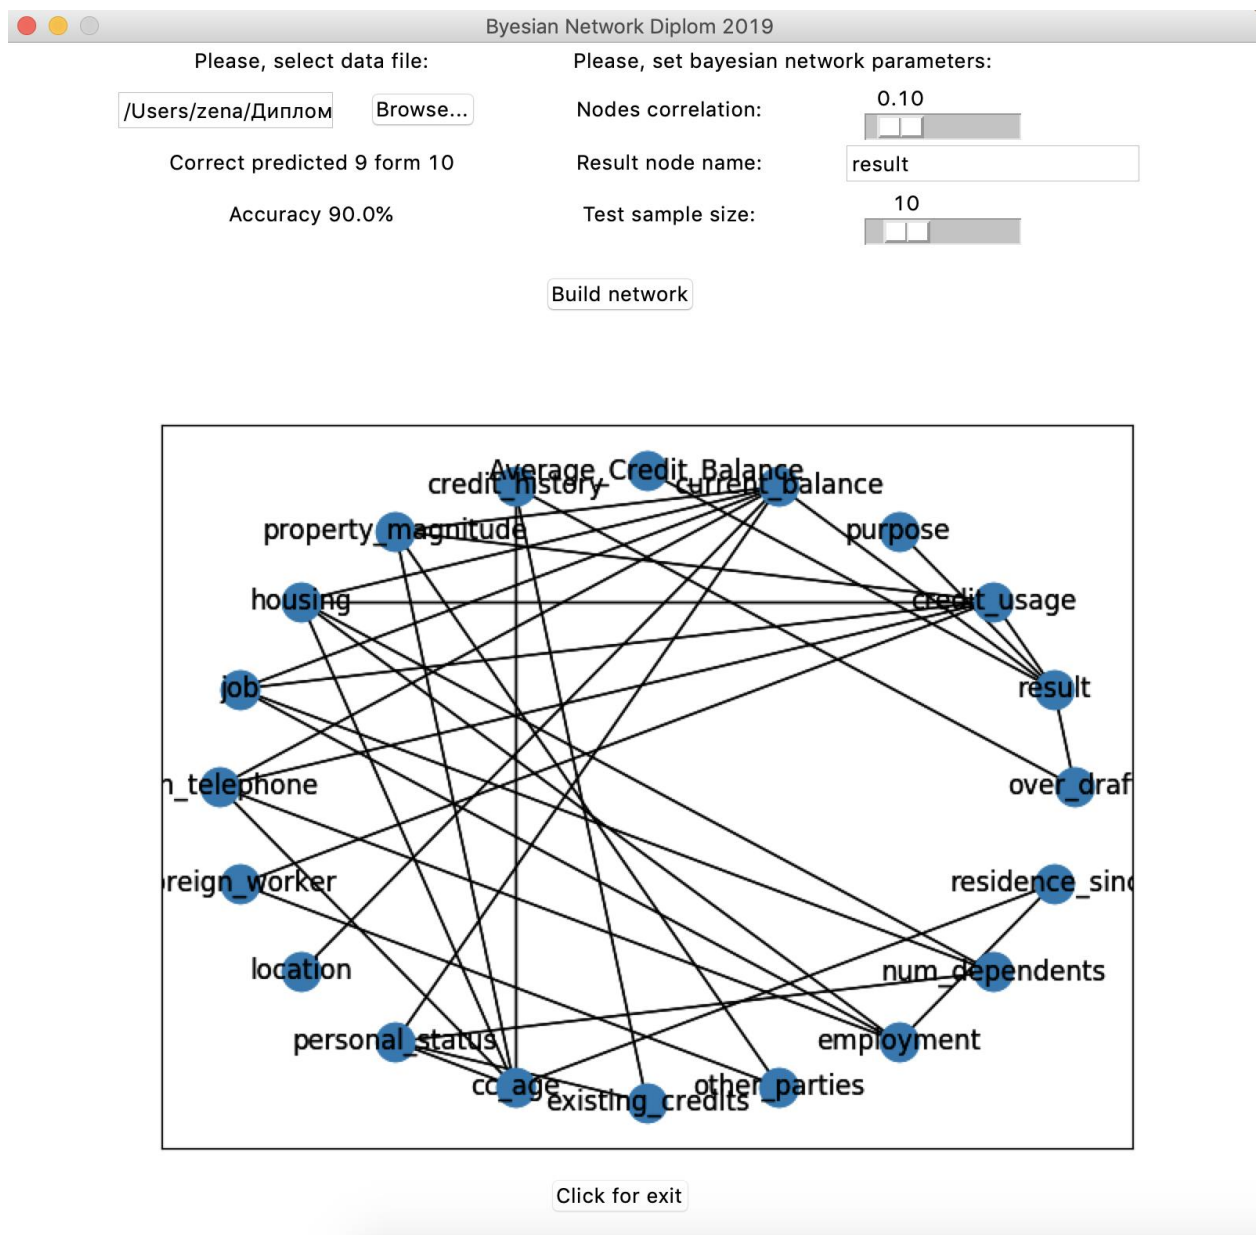 Byesian Network Diplom 2019
Please, select data file:
Please, set bayesian network parameters:
/Users/zena/Диплом
Browse...
Nodes correlation:
0.10
Correct predicted 9 form 10
Result node name:
result
Accuracy 90.0%
Test sample size:
10
Build network
Average_Credit_Balance
credit_history
current_balance
property_magnitude
purpose
housing
credit_usage
job
result
n_telephone
over_draf
reign_worker
residence_sinc
location
num_dependents
personal_status
employment
cc_age
other_parties
existing_credits
Click for exit